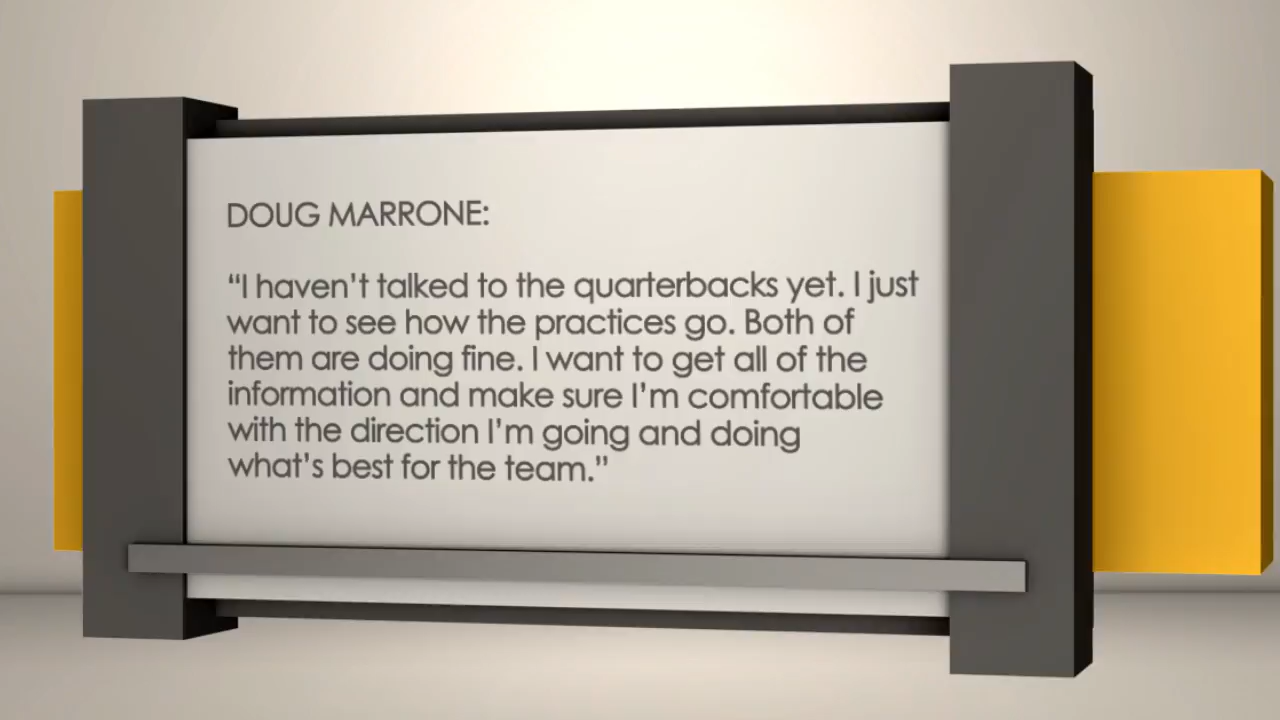 DOUG MARRONE:
“I haven’t talked to the quarterbacks yet. I just
want to see how the practices go. Both of
them are doing fine. I want to get all of the
information and make sure I’m comfortable
with the direction I’m going and doing
what’s best for the team.”